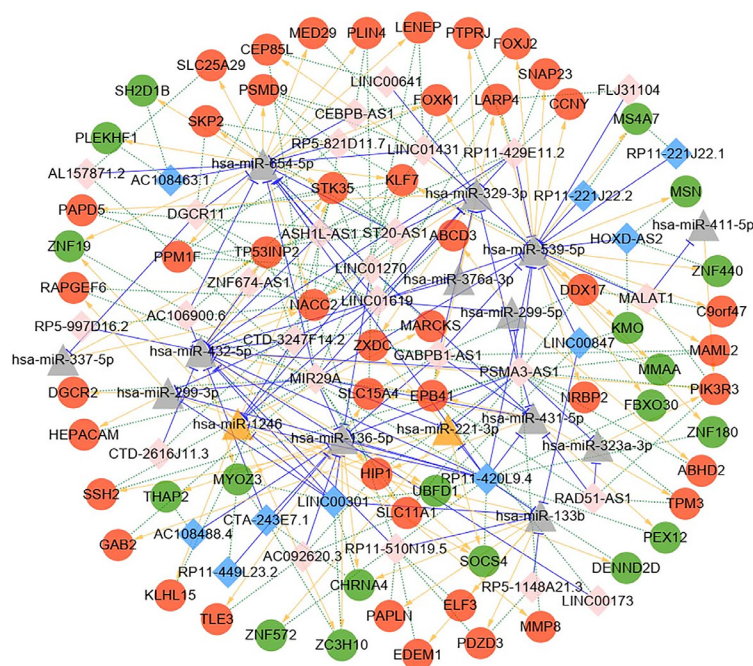 MED29
PLIN4
LENEP
PTPRJ
FOXJ2
CEP85L
SLC25A29
PSMD9
LINC00641
SNAP23
FLJ31104
SH2D1B
SKP2
CEBPB-AS1
FOXK1
LARP4
CCNY
MS4A7
PLEKHF1
RP5-821D11.7
LINC01431
RP11-429E11.2
RP11-221J22.1
AL157871.2
AC108463.1
hsa-miR-654-5p
STK35
KLF7
hsa-miR-329-3p
RP11-221J22.2
MSN
PAPD5
DGCR11
ASH1L-AS1
ST20-AS1
ABCD3
hsa-miR-539-5p
HOXD-AS2
hsa-miR-411-5p
ZNF19
PPM1F
TP53INP2
LINC01270
ZNF440
RAPGEF6
ZNF674-AS1
NACC2
LINC01619
hsa-miR-376a-3p
DDX17
MALAT1
C9orf47
RP5-997D16.2
AC106900.6
CTD-3247F14.2
MARCKS
hsa-miR-299-5p
KMO
hsa-miR-337-5p
hsa-miR-432-5p
ZXDC
GABPB1-AS1
LINC00847
MAML2
MMAA
DGCR2
hsa-miR-299-3p
MIR29A
PSMA3-AS1
PIK3R3
SLC15A4
EPB41
NRBP2
FBXO30
HEPACAM
hsa-miR-1246
hsa-miR-136-5p
hsa-miR-221-3p
hsa-miR-431-5p
ZNF180
CTD-2616J11.3
hsa-miR-323a-3p
SSH2
THAP2
MYOZ3
HIP1
UBFD1
RP11-420L9.4
ABHD2
LINC00301
RAD51-AS1
TPM3
GAB2
AC108488.4
CTA-243E7.1
SLC11A1
hsa-miR-133b
PEX12
AC092620.3
RP11-510N19.5
KLHL15
RP11-449L23.2
CHRNA4
SOCS4
DENND2D
RP5-1148A21.3
LINC00173
TLE3
PAPLN
ELF3
MMP8
ZNF572
ZC3H10
EDEM1
PDZD3